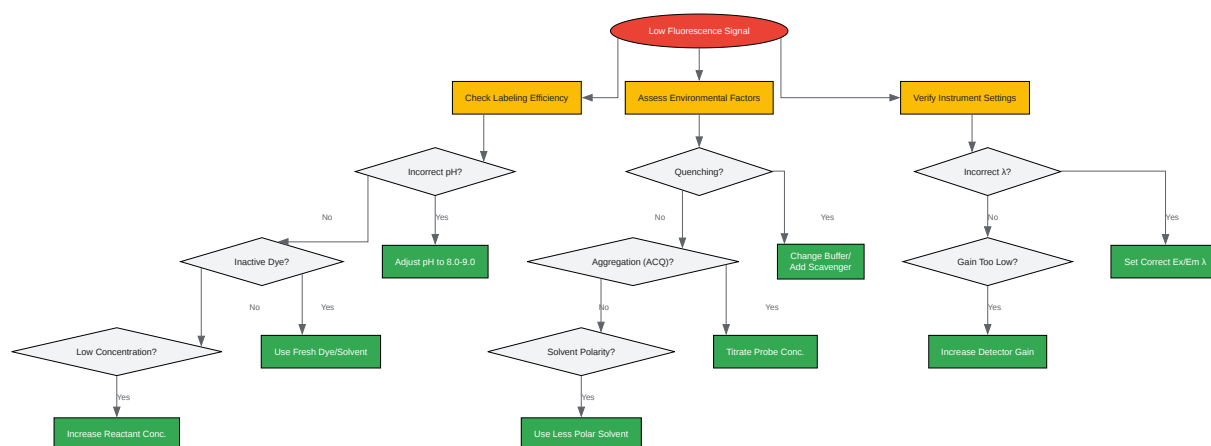 Low Fluorescence Signal
Check Labeling Efficiency
Assess Environmental Factors
Verify Instrument Settings
Incorrect pH?
Quenching?
Incorrect λ?
No
Yes
No
Yes
No
Yes
Inactive Dye?
Adjust pH to 8.0-9.0
Aggregation (ACQ)?
Change Buffer/
Add Scavenger
Gain Too Low?
Set Correct Ex/Em λ
No
Yes
No
Yes
Yes
Low Concentration?
Use Fresh Dye/Solvent
Solvent Polarity?
Titrate Probe Conc.
Increase Detector Gain
Yes
Yes
Increase Reactant Conc.
Use Less Polar Solvent